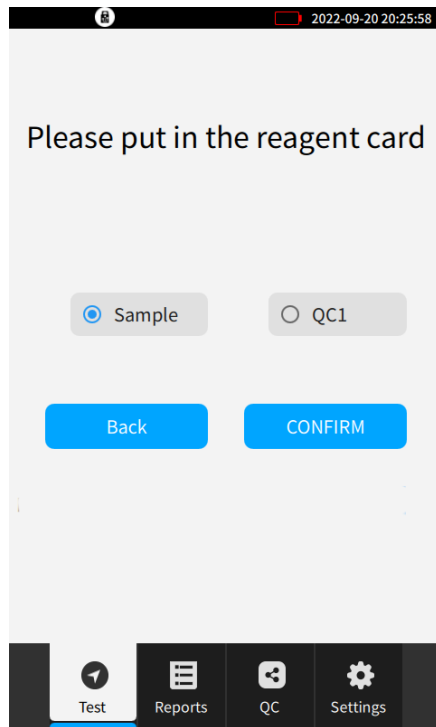 2022-09-20 20:25:58
Please put in the reagent card
Sample
QC1
Back
CONFIRM
Test
Reports
QC
Settings